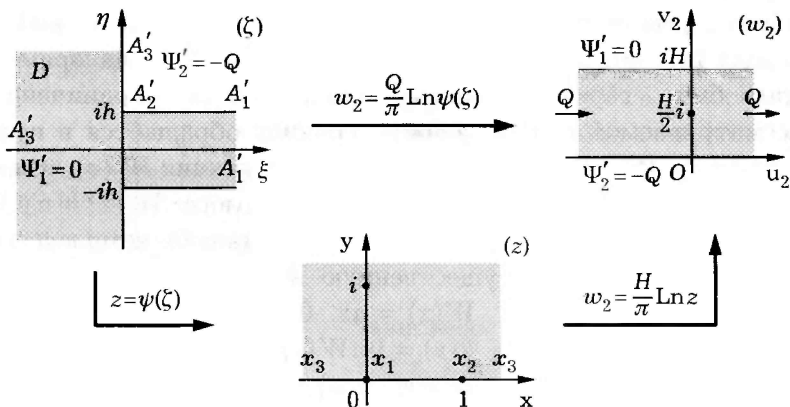 η
(ζ)
A′₃
D
Ψ′₂=−Q
ih
A′₂
A′₁
A′₃
Ψ′₁=0
ξ
−ih
A′₁
w₂=Q/π Ln ψ(ζ)
v₂
(w₂)
Ψ′₁=0
iH
Q
H/2 i
Q
Ψ′₂=−Q
O
u₂
z=ψ(ζ)
y
(z)
i
x₃
x₁
x₂
x₃
0
1
x
w₂=H/π Ln z